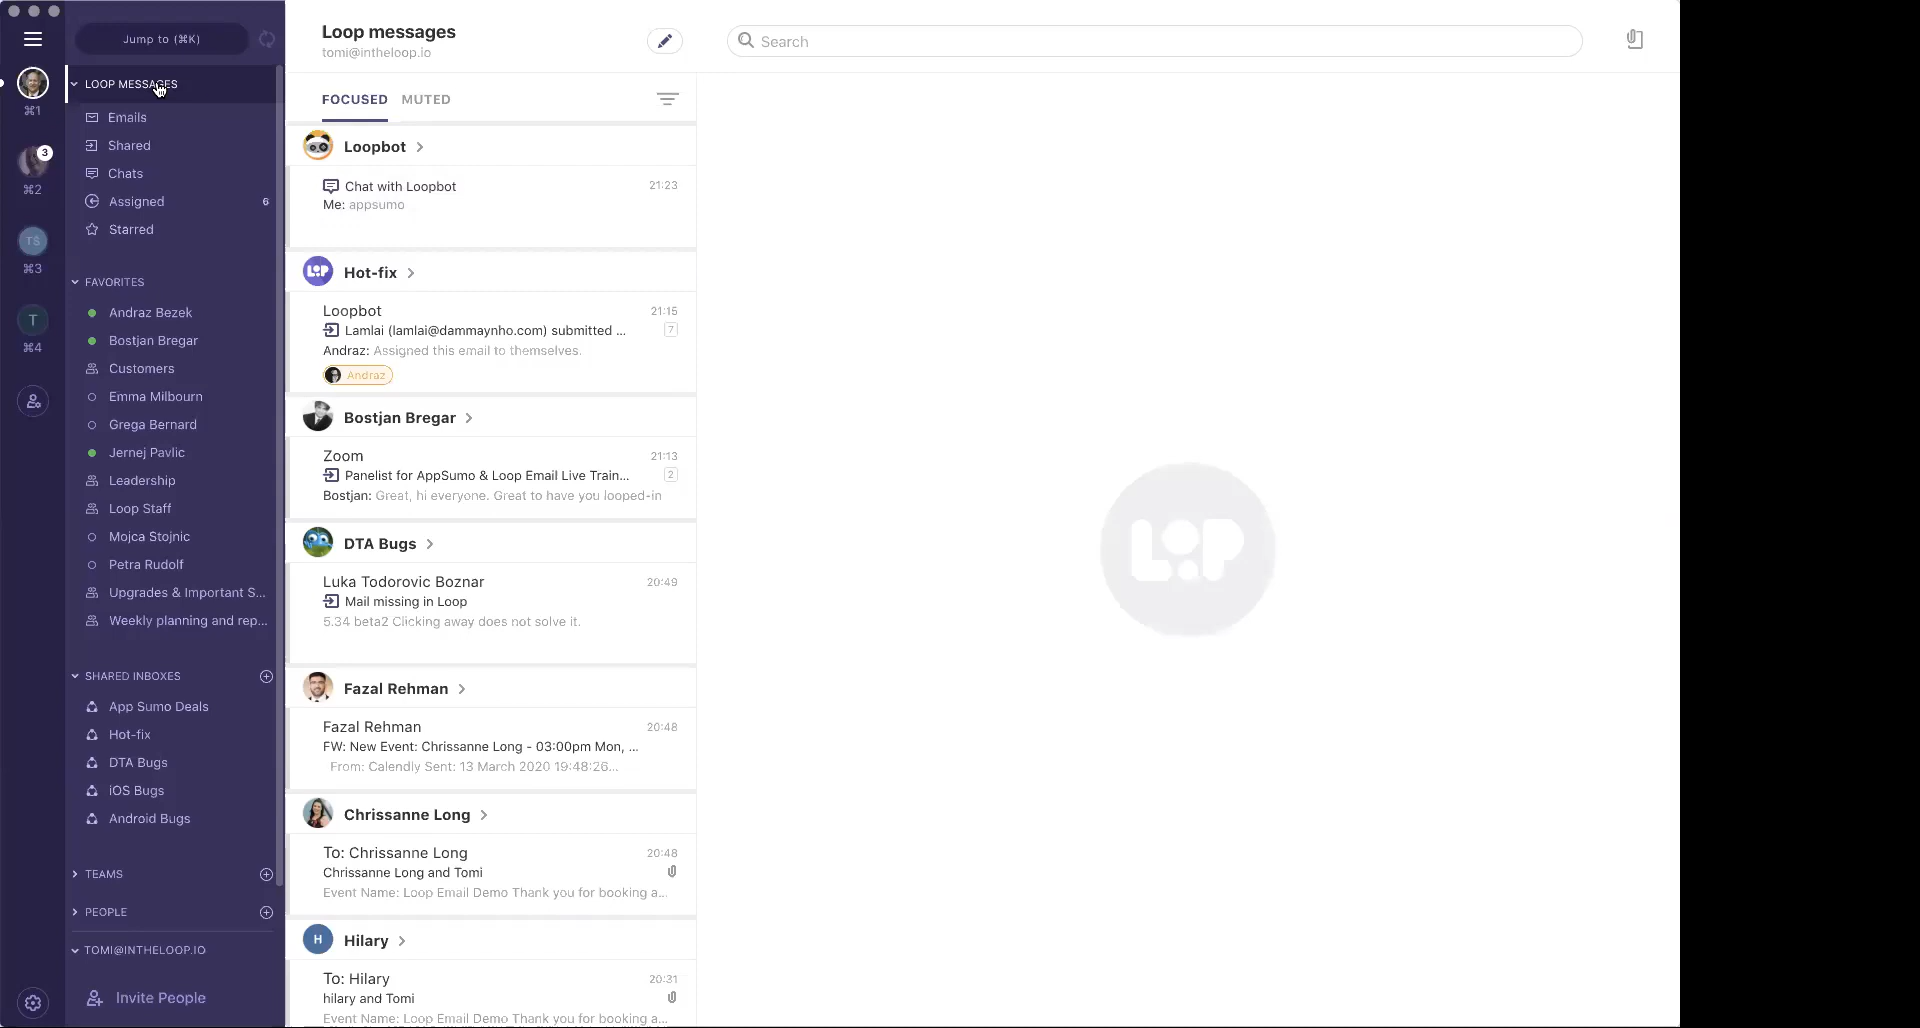 Jump to (⌘K)
LOOP MESSAGES
⌘1
Emails
Shared
3
Chats
⌘2
Assigned 6
Starred
TS
⌘3
FAVORITES
Andraz Bezek
T
Bostjan Bregar
⌘4
Customers
Emma Milbourn
Grega Bernard
Jernej Pavlic
Leadership
Loop Staff
Mojca Stojnic
Petra Rudolf
Upgrades & Important S...
Weekly planning and rep...
SHARED INBOXES
App Sumo Deals
Hot-fix
DTA Bugs
iOS Bugs
Android Bugs
TEAMS
PEOPLE
TOMI@INTHELOOP.IO
Invite People
Loop messages
tomi@intheloop.io
Search
FOCUSED MUTED
Loopbot
Chat with Loopbot 21:23
Me: appsumo
LOOP
Hot-fix
Loopbot 21:15
Lamlai (lamlai@dammaynho.com) submitted ... 7
Andraz: Assigned this email to themselves.
Andraz
Bostjan Bregar
Zoom 21:13
Panelist for AppSumo & Loop Email Live Train... 2
Bostjan: Great, hi everyone. Great to have you looped-in
DTA Bugs
Luka Todorovic Boznar 20:49
Mail missing in Loop
5.34 beta2 Clicking away does not solve it.
Fazal Rehman
Fazal Rehman 20:48
FW: New Event: Chrissanne Long - 03:00pm Mon, ...
From: Calendly Sent: 13 March 2020 19:48:26...
Chrissanne Long
To: Chrissanne Long 20:48
Chrissanne Long and Tomi
Event Name: Loop Email Demo Thank you for booking a...
H
Hilary
To: Hilary 20:31
hilary and Tomi
Event Name: Loop Email Demo Thank you for booking a...
LOOP